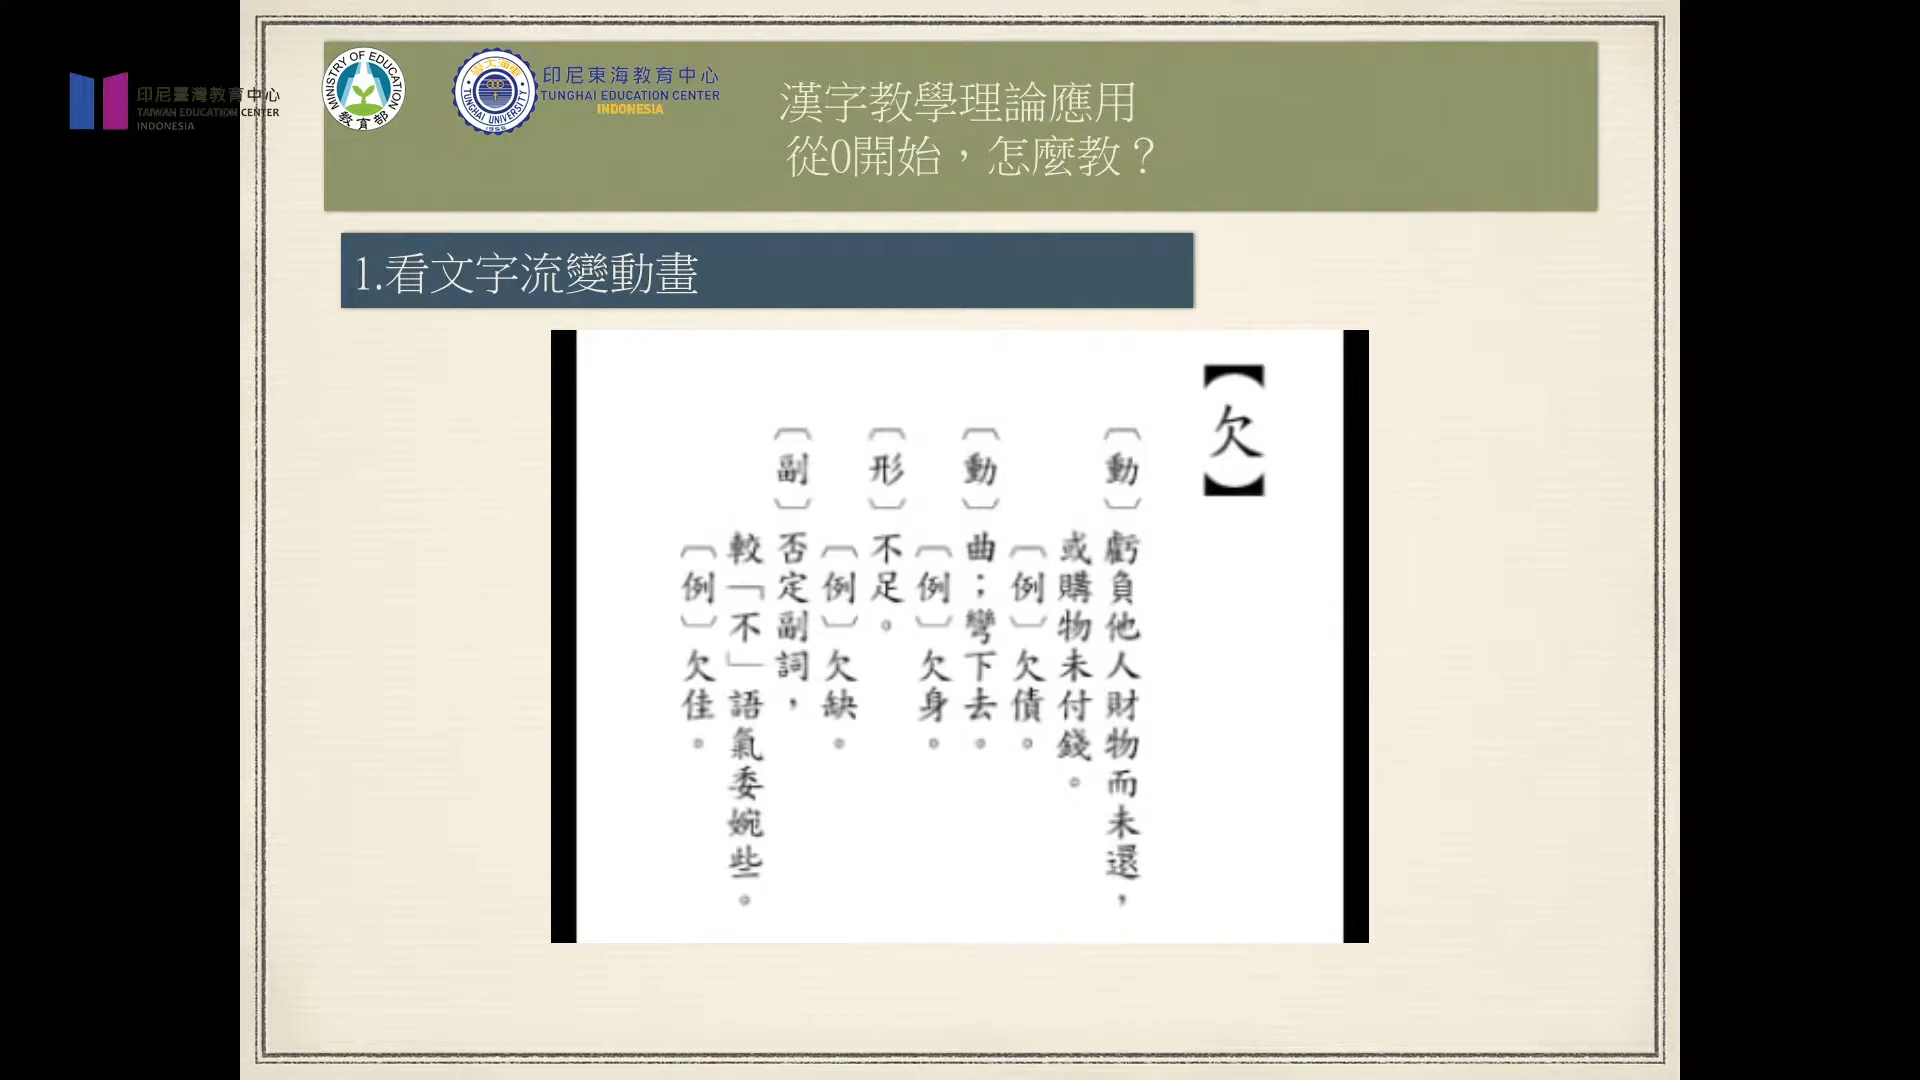 印尼臺灣教育中心
TAIWAN EDUCATION CENTER
INDONESIA
MINISTRY OF EDUCATION
教育部
東海大學
TUNGHAI UNIVERSITY
1955
印尼東海教育中心
TUNGHAI EDUCATION CENTER
INDONESIA
漢字教學理論應用
從0開始，怎麼教？
1.看文字流變動畫
【欠】
〔動〕虧負他人財物而未還，
或購物未付錢。
〔例〕欠債。
〔動〕曲；彎下去。
〔例〕欠身。
〔形〕不足。
〔例〕欠缺。
〔副〕否定副詞，
較「不」語氣委婉些。
〔例〕欠佳。